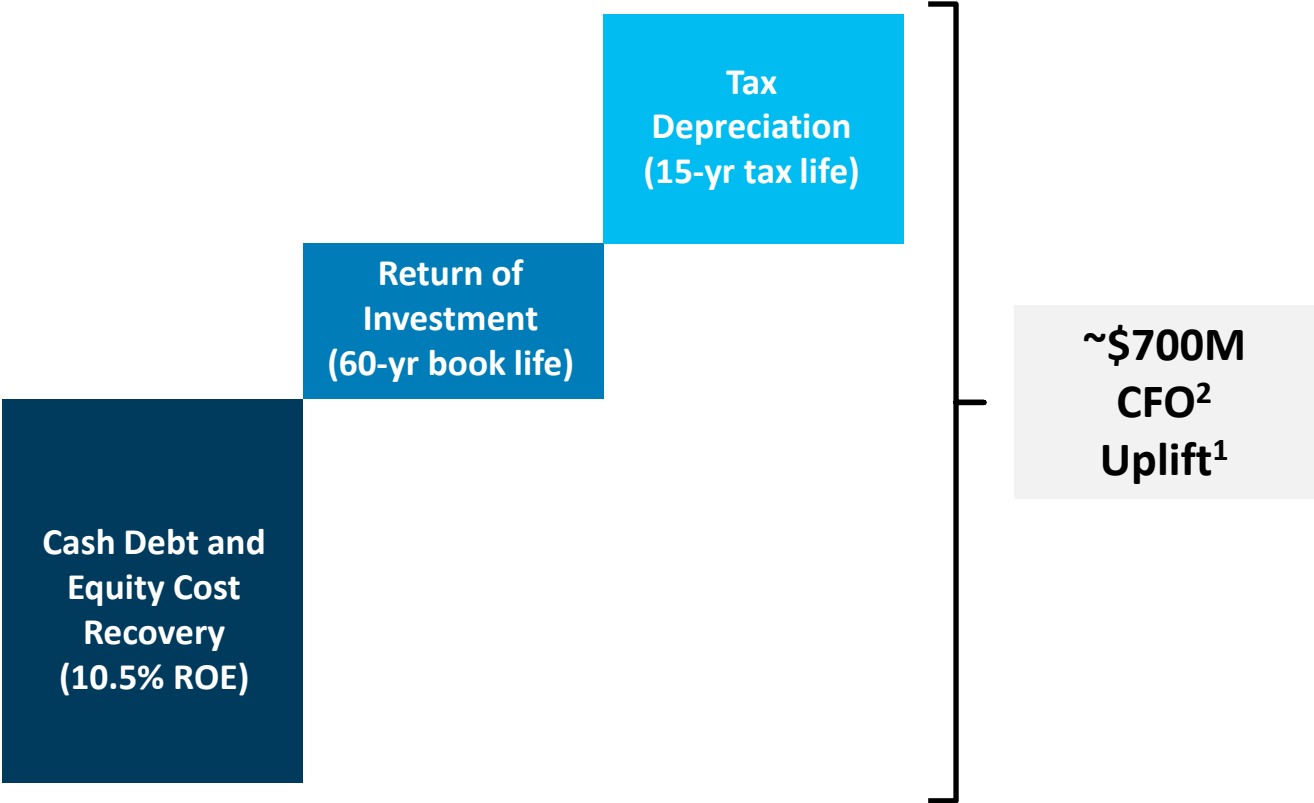 Tax
Depreciation
(15-yr tax life)
Return of
Investment
(60-yr book life)
Cash Debt and
Equity Cost
Recovery
(10.5% ROE)
~$700M
CFO²
Uplift¹